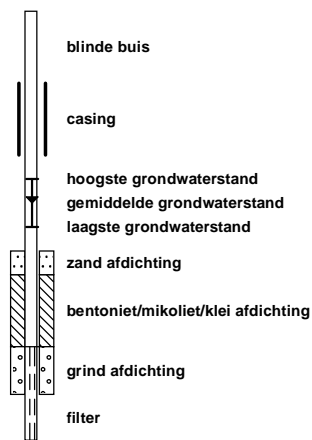 blinde buis
casing
hoogste grondwaterstand
gemiddelde grondwaterstand
laagste grondwaterstand
zand afdichting
bentoniet/mikoliet/klei afdichting
grind afdichting
filter